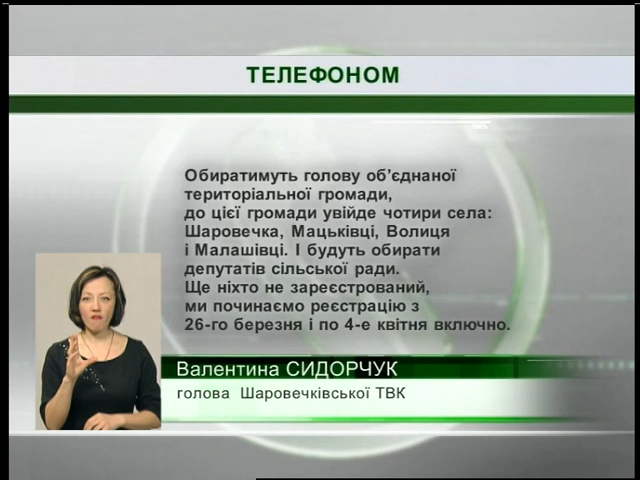 ТЕЛЕФОНОМ
Обиратимуть голову об’єднаної
територіальної громади,
до цієї громади увійде чотири села:
Шаровечка, Мацьківці, Волиця
і Малашівці. І будуть обирати
депутатів сільської ради.
Ще ніхто не зареєстрований,
ми починаємо реєстрацію з
26-го березня і по 4-е квітня включно.
Валентина СИДОРЧУК
голова Шаровечківської ТВК